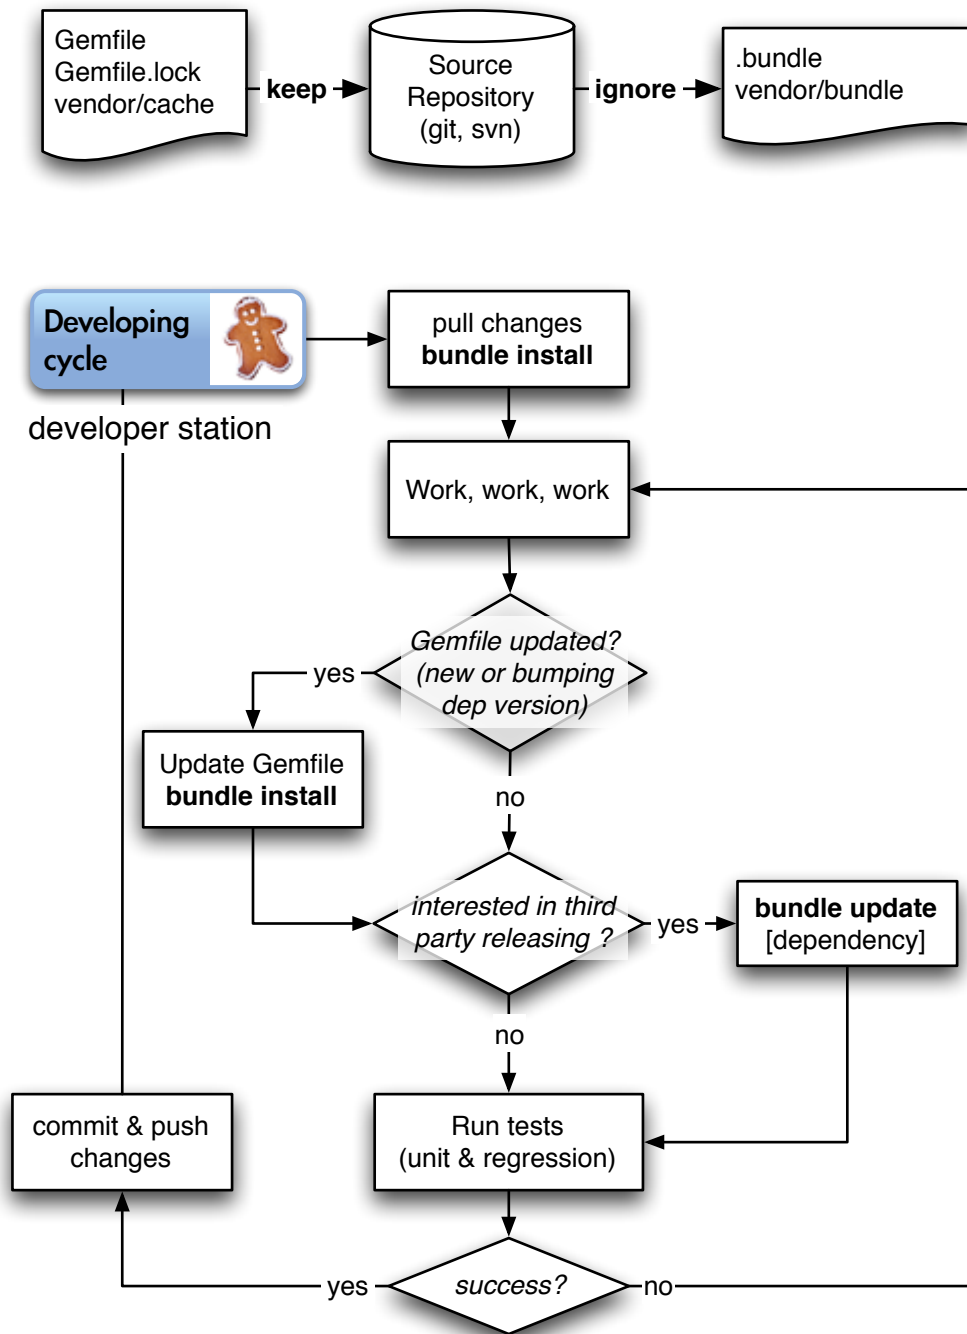 Gemfile
Gemfile.lock
vendor/cache
keep
Source
Repository
(git, svn)
ignore
.bundle
vendor/bundle
Developing
cycle
developer station
pull changes
bundle install
Work, work, work
Gemfile updated?
(new or bumping
dep version)
yes
Update Gemfile
bundle install
no
interested in third
party releasing ?
yes
bundle update
[dependency]
no
commit & push
changes
Run tests
(unit & regression)
yes
success?
no